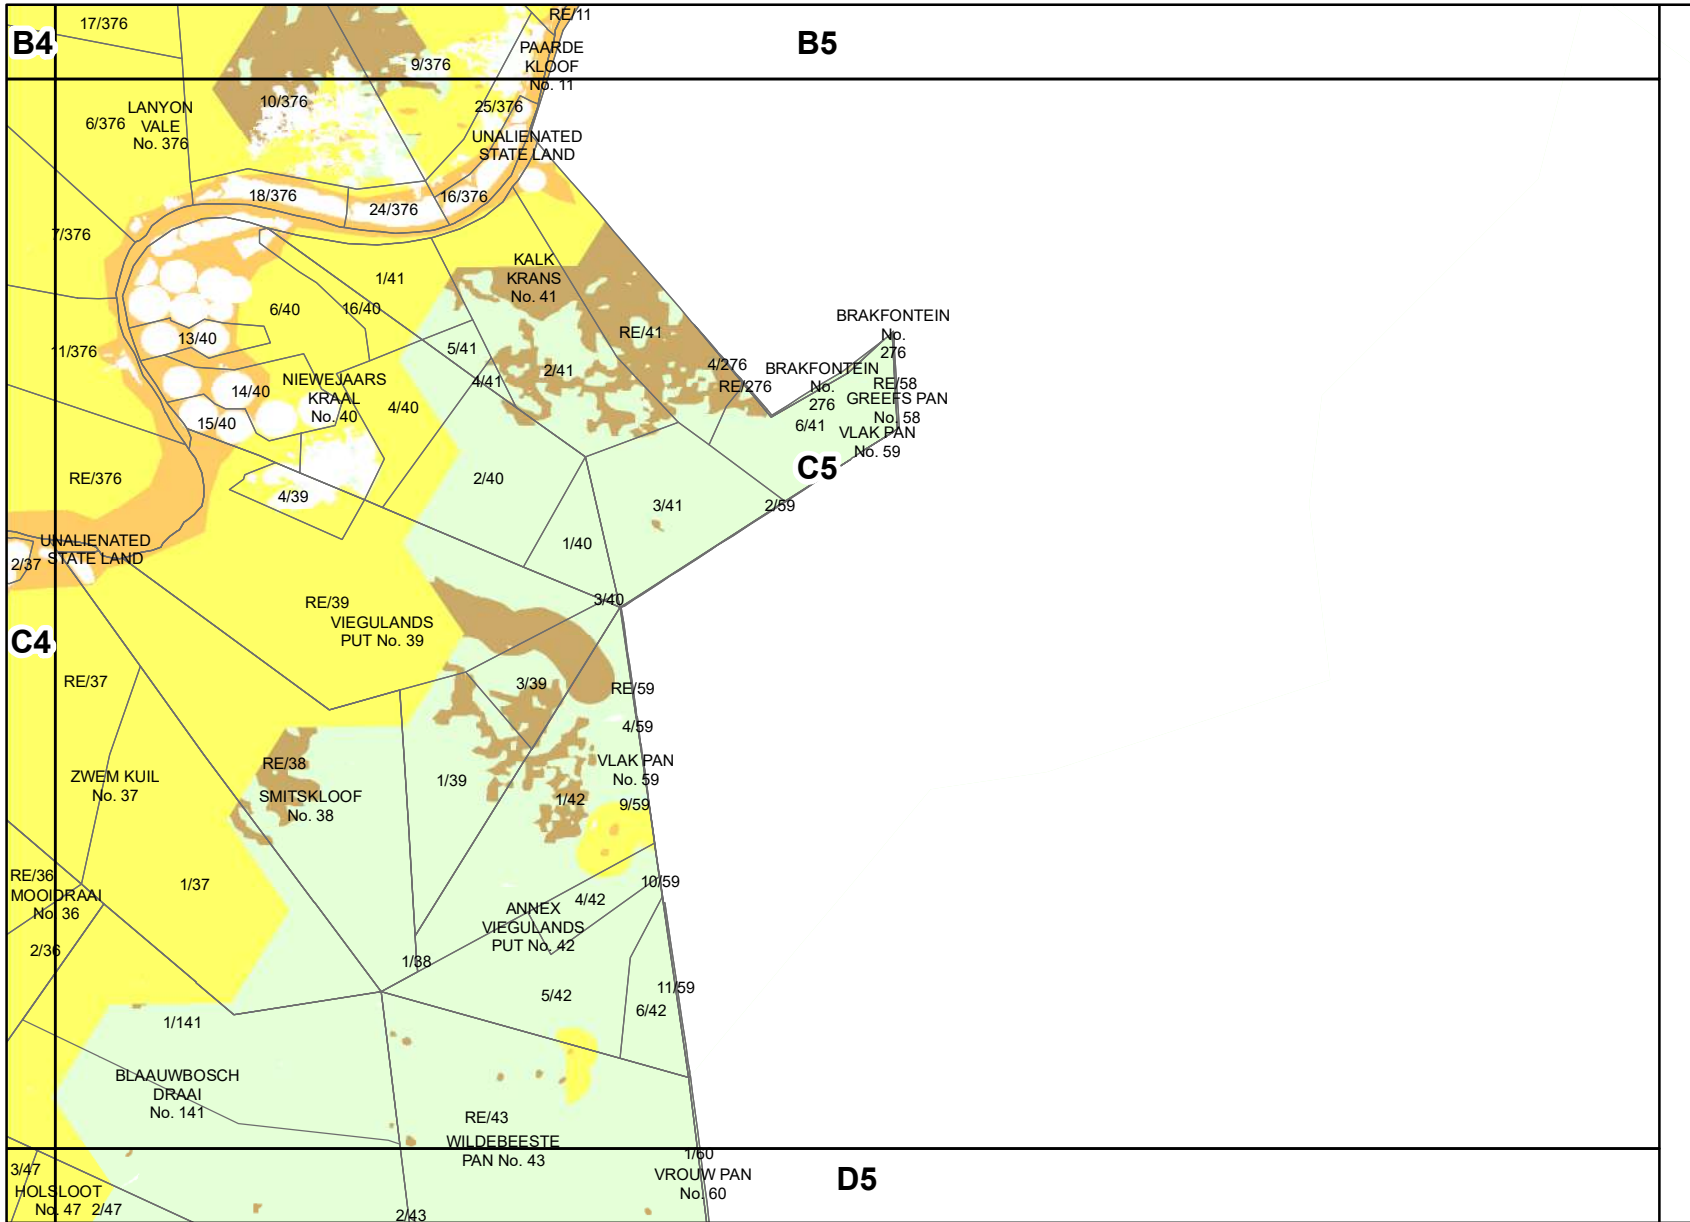 17/376
RE/11
B4
B5
PAARDE
KLOOF
No. 11
9/376
10/376
25/376
LANYON
VALE
No. 376
6/376
UNALIENATED
STATE LAND
18/376
24/376
16/376
7/376
KALK
KRANS
No. 41
1/41
6/40
16/40
BRAKFONTEIN
No.
276
13/40
RE/41
11/376
5/41
4/41
2/41
4/276
RE/276
BRAKFONTEIN
No.
276
RE/58
GREEFS PAN
No. 58
NIEWEJAARS
KRAAL
No. 40
14/40
4/40
15/40
6/41
VLAK PAN
No. 59
C5
RE/376
2/40
4/39
3/41
2/59
UNALIENATED
STATE LAND
1/40
2/37
3/40
RE/39
VIEGULANDS
PUT No. 39
C4
RE/37
3/39
RE/59
4/59
RE/38
VLAK PAN
No. 59
ZWEM KUIL
No. 37
1/39
SMITSKLOOF
No. 38
1/42
9/59
RE/36
MOOIDRAAI
No. 36
1/37
10/59
4/42
ANNEX
VIEGULANDS
PUT No. 42
2/36
1/38
5/42
11/59
6/42
1/141
BLAAUWBOSCH
DRAAI
No. 141
RE/43
WILDEBEESTE
PAN No. 43
1/60
VROUW PAN
No. 60
D5
3/47
HOLSLOOT
No. 47
2/47
2/43